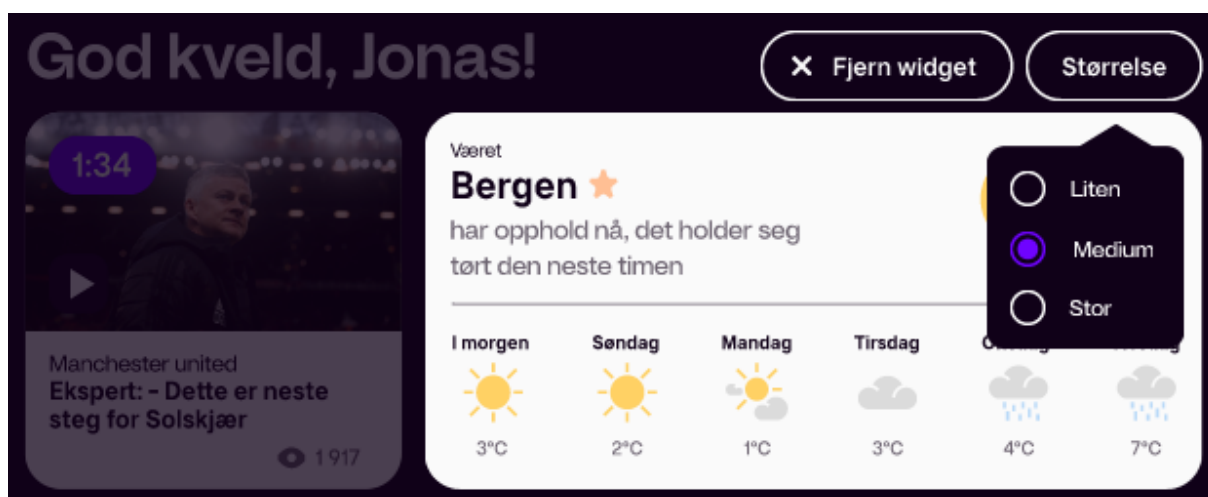 God kveld, Jonas!
Fjern widget
Størrelse
1:34
Manchester united
Ekspert: - Dette er neste
steg for Solskjær
1 917
Været
Bergen
har opphold nå, det holder seg
tørt den neste timen
Liten
Medium
Stor
I morgen Søndag Mandag Tirsdag
3°C 2°C 1°C 3°C 4°C 7°C